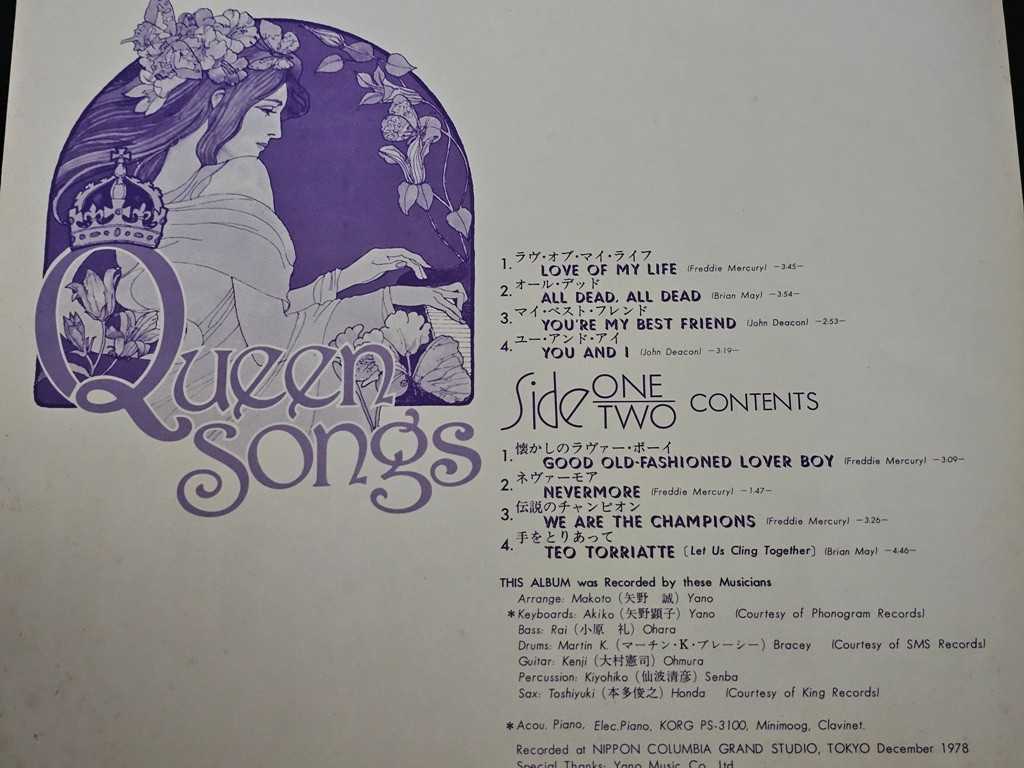 Queen
Songs
ラヴ・オブ・マイ・ライフ
1. LOVE OF MY LIFE (Freddie Mercury) —3:45—
オール・デッド
2. ALL DEAD, ALL DEAD (Brian May) —3:54—
マイ・ベスト・フレンド
3. YOU'RE MY BEST FRIEND (John Deacon) —2:53—
ユー・アンド・アイ
4. YOU AND I (John Deacon) —3:19—
Side ONE
TWO CONTENTS
懐かしのラヴァー・ボーイ
1. GOOD OLD-FASHIONED LOVER BOY (Freddie Mercury) —3:09—
ネヴァーモア
2. NEVERMORE (Freddie Mercury) —1:47—
伝説のチャンピオン
3. WE ARE THE CHAMPIONS (Freddie Mercury) —3:26—
手をとりあって
4. TEO TORRIATTE [Let Us Cling Together] (Brian May) —4:46—
THIS ALBUM was Recorded by these Musicians
Arrange: Makoto (矢野 誠) Yano
*Keyboards: Akiko (矢野顕子) Yano (Courtesy of Phonogram Records)
Bass: Rai (小原 礼) Ohara
Drums: Martin K. (マーチン・K・ブレーシー) Bracey (Courtesy of SMS Records)
Guitar: Kenji (大村憲司) Ohmura
Percussion: Kiyohiko (仙波清彦) Senba
Sax: Toshiyuki (本多俊之) Honda (Courtesy of King Records)
*Acou. Piano, Elec.Piano, KORG PS-3100, Minimoog, Clavinet.
Recorded at NIPPON COLUMBIA GRAND STUDIO, TOKYO December 1978
Special Thanks: Yano Music Co., Ltd.